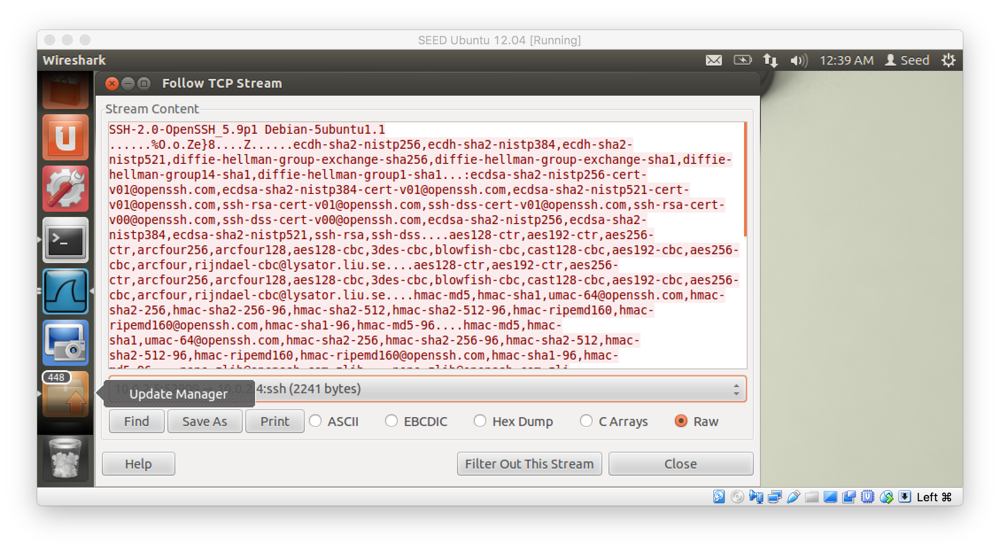 SEED Ubuntu 12.04 [Running]
Wireshark
12:39 AM Seed
Follow TCP Stream
Stream Content
SSH-2.0-OpenSSH_5.9p1 Debian-5ubuntu1.1
......%O.o.Ze}8....Z......ecdh-sha2-nistp256,ecdh-sha2-nistp384,ecdh-sha2-
nistp521,diffie-hellman-group-exchange-sha256,diffie-hellman-group-exchange-sha1,diffie-
hellman-group14-sha1,diffie-hellman-group1-sha1...:ecdsa-sha2-nistp256-cert-
v01@openssh.com,ecdsa-sha2-nistp384-cert-v01@openssh.com,ecdsa-sha2-nistp521-cert-
v01@openssh.com,ssh-rsa-cert-v01@openssh.com,ssh-dss-cert-v01@openssh.com,ssh-rsa-cert-
v00@openssh.com,ssh-dss-cert-v00@openssh.com,ecdsa-sha2-nistp256,ecdsa-sha2-
nistp384,ecdsa-sha2-nistp521,ssh-rsa,ssh-dss....aes128-ctr,aes192-ctr,aes256-
ctr,arcfour256,arcfour128,aes128-cbc,3des-cbc,blowfish-cbc,cast128-cbc,aes192-cbc,aes256-
cbc,arcfour,rijndael-cbc@lysator.liu.se....aes128-ctr,aes192-ctr,aes256-
ctr,arcfour256,arcfour128,aes128-cbc,3des-cbc,blowfish-cbc,cast128-cbc,aes192-cbc,aes256-
cbc,arcfour,rijndael-cbc@lysator.liu.se....hmac-md5,hmac-sha1,umac-64@openssh.com,hmac-
sha2-256,hmac-sha2-256-96,hmac-sha2-512,hmac-sha2-512-96,hmac-ripemd160,hmac-
ripemd160@openssh.com,hmac-sha1-96,hmac-md5-96....hmac-md5,hmac-
sha1,umac-64@openssh.com,hmac-sha2-256,hmac-sha2-256-96,hmac-sha2-512,hmac-
sha2-512-96,hmac-ripemd160,hmac-ripemd160@openssh.com,hmac-sha1-96,hmac-
448
Update Manager
4:ssh (2241 bytes)
Find Save As Print ASCII EBCDIC Hex Dump C Arrays Raw
Help Filter Out This Stream Close
Left ⌘